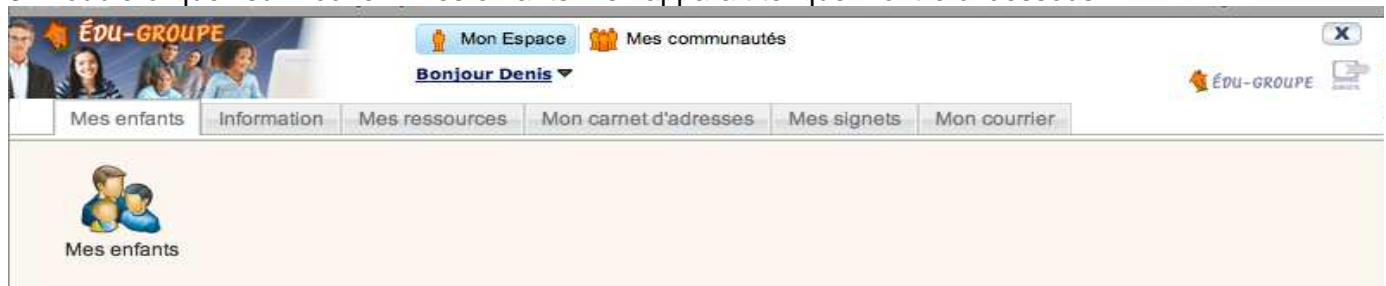 ÉDU-GROUPE
Mon Espace Mes communautés
X
Bonjour Denis
ÉDU-GROUPE
Mes enfants Information Mes ressources Mon carnet d'adresses Mes signets Mon courrier
Mes enfants